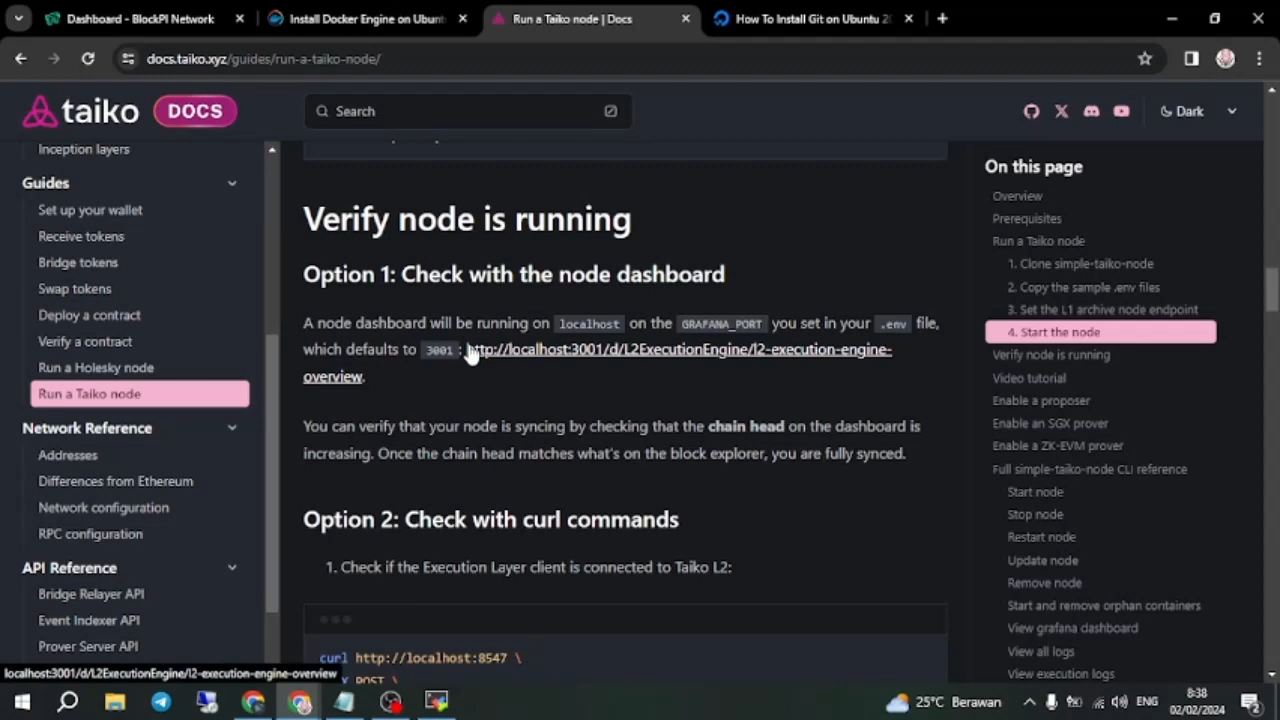 Dashboard - BlockPI Network
Install Docker Engine on Ubuntu
Run a Taiko node | Docs
How To Install Git on Ubuntu 20
docs.taiko.xyz/guides/run-a-taiko-node/
taiko DOCS
Search
Dark
Inception layers
Guides
Set up your wallet
Receive tokens
Bridge tokens
Swap tokens
Deploy a contract
Verify a contract
Run a Holesky node
Run a Taiko node
Network Reference
Addresses
Differences from Ethereum
Network configuration
RPC configuration
API Reference
Bridge Relayer API
Event Indexer API
Prover Server API
Verify node is running
Option 1: Check with the node dashboard
A node dashboard will be running on localhost on the GRAFANA_PORT you set in your .env file,
which defaults to 3001: http://localhost:3001/d/L2ExecutionEngine/l2-execution-engine-
overview.
You can verify that your node is syncing by checking that the chain head on the dashboard is
increasing. Once the chain head matches what's on the block explorer, you are fully synced.
Option 2: Check with curl commands
1. Check if the Execution Layer client is connected to Taiko L2:
curl http://localhost:8547 \
POST \
On this page
Overview
Prerequisites
Run a Taiko node
1. Clone simple-taiko-node
2. Copy the sample .env files
3. Set the L1 archive node endpoint
4. Start the node
Verify node is running
Video tutorial
Enable a proposer
Enable an SGX prover
Enable a ZK-EVM prover
Full simple-taiko-node CLI reference
Start node
Stop node
Restart node
Update node
Remove node
Start and remove orphan containers
View grafana dashboard
View all logs
View execution logs
localhost:3001/d/L2ExecutionEngine/l2-execution-engine-overview
25°C Berawan
ENG
8:38
02/02/2024
2